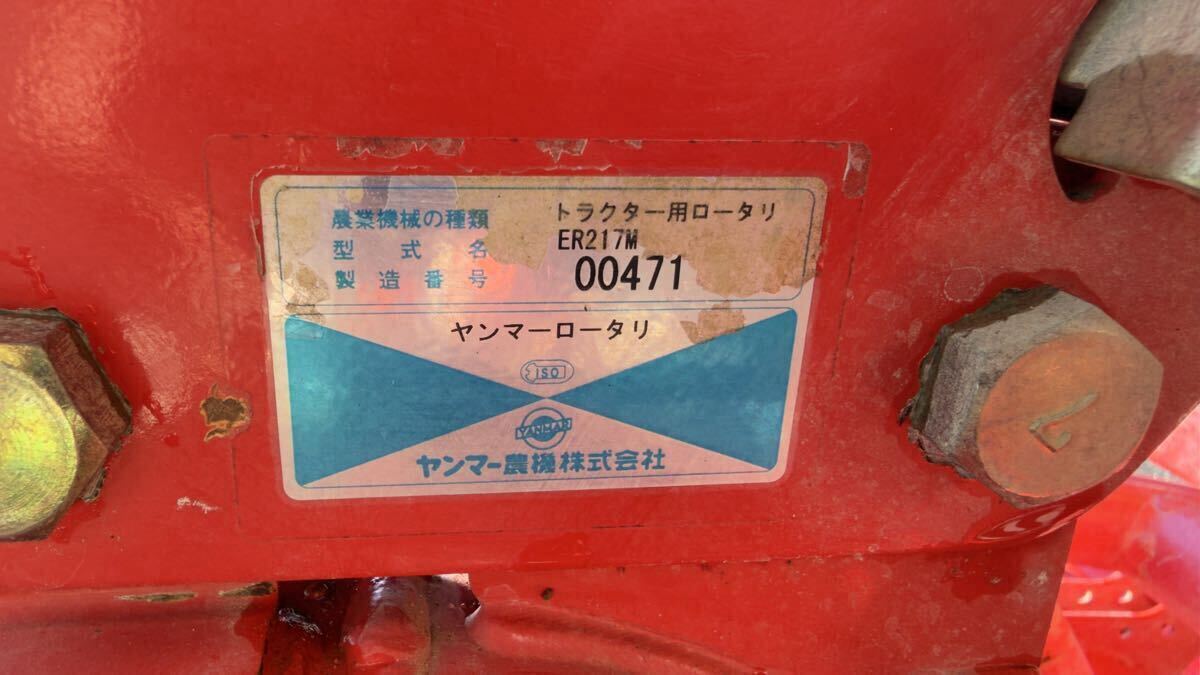 農業機械の種類 トラクター用ロータリ
型式名 ER217M
製造番号 00471
ヤンマーロータリ
ISO
YANMAR
ヤンマー農機株式会社
7